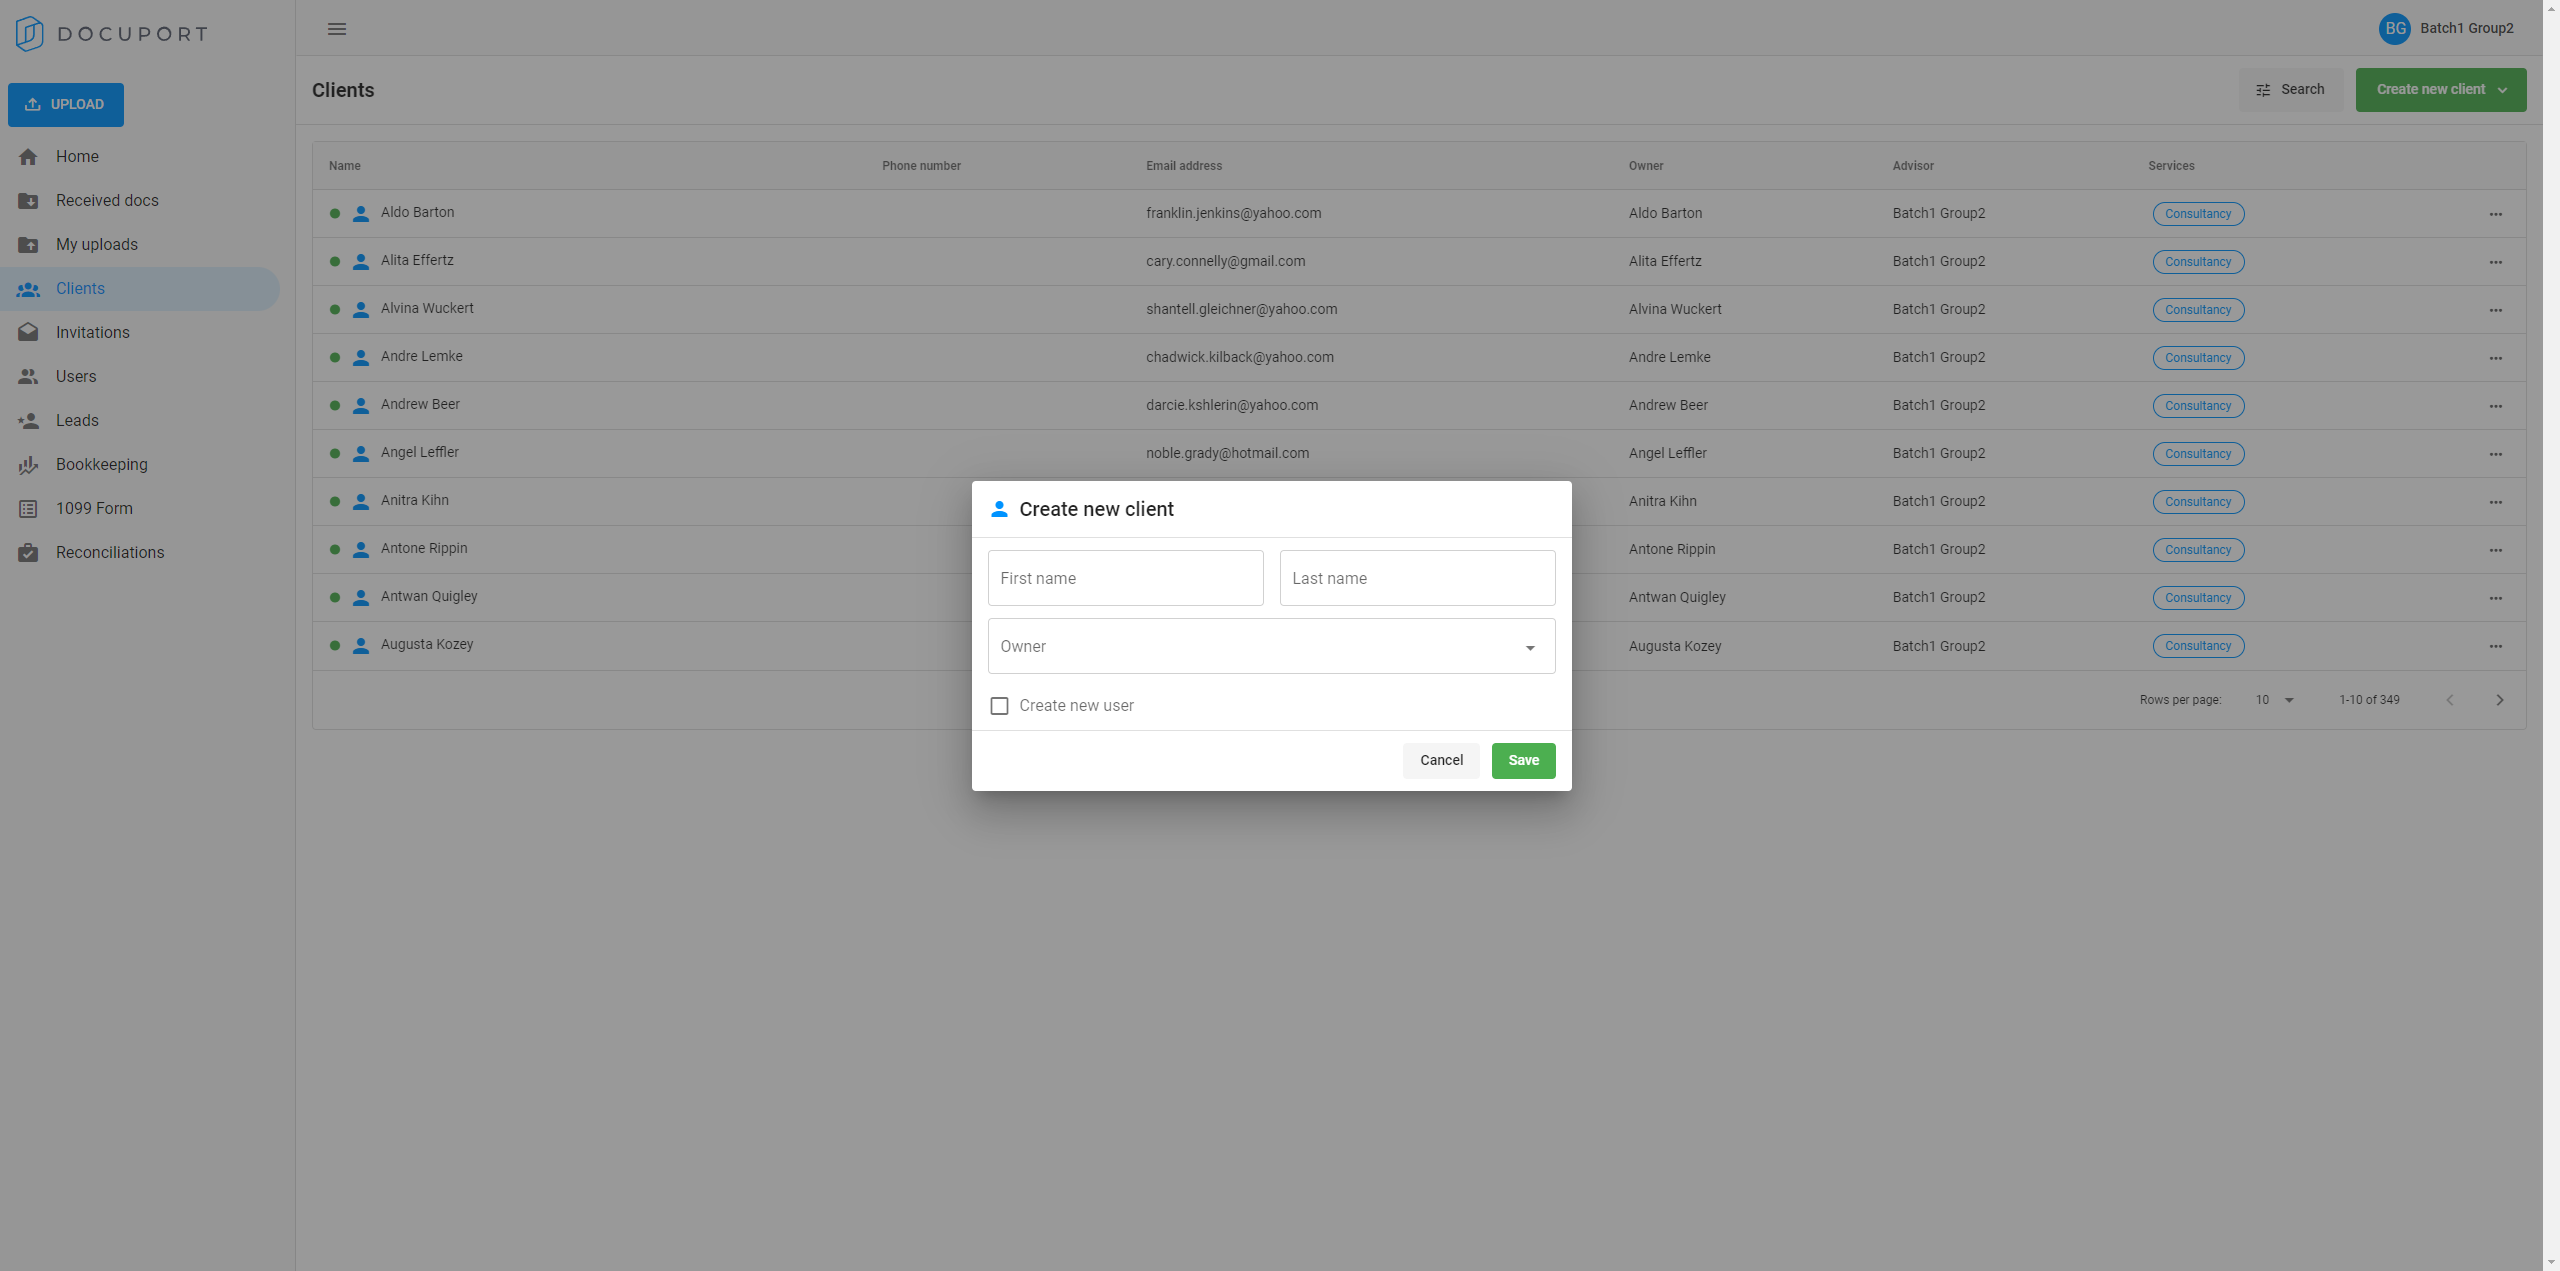 DOCUPORT
UPLOAD
Home
Received docs
My uploads
Clients
Invitations
Users
Leads
Bookkeeping
1099 Form
Reconciliations
BG Batch1 Group2
Clients
Search
Create new client
Name Phone number Email address Owner Advisor Services
Aldo Barton franklin.jenkins@yahoo.com Aldo Barton Batch1 Group2 Consultancy
Alita Effertz cary.connelly@gmail.com Alita Effertz Batch1 Group2 Consultancy
Alvina Wuckert shantell.gleichner@yahoo.com Alvina Wuckert Batch1 Group2 Consultancy
Andre Lemke chadwick.kilback@yahoo.com Andre Lemke Batch1 Group2 Consultancy
Andrew Beer darcie.kshlerin@yahoo.com Andrew Beer Batch1 Group2 Consultancy
Angel Leffler noble.grady@hotmail.com Angel Leffler Batch1 Group2 Consultancy
Anitra Kihn Anitra Kihn Batch1 Group2 Consultancy
Antone Rippin Antone Rippin Batch1 Group2 Consultancy
Antwan Quigley Antwan Quigley Batch1 Group2 Consultancy
Augusta Kozey Augusta Kozey Batch1 Group2 Consultancy
Rows per page: 10 1-10 of 349
Create new client
First name Last name
Owner
Create new user
Cancel Save